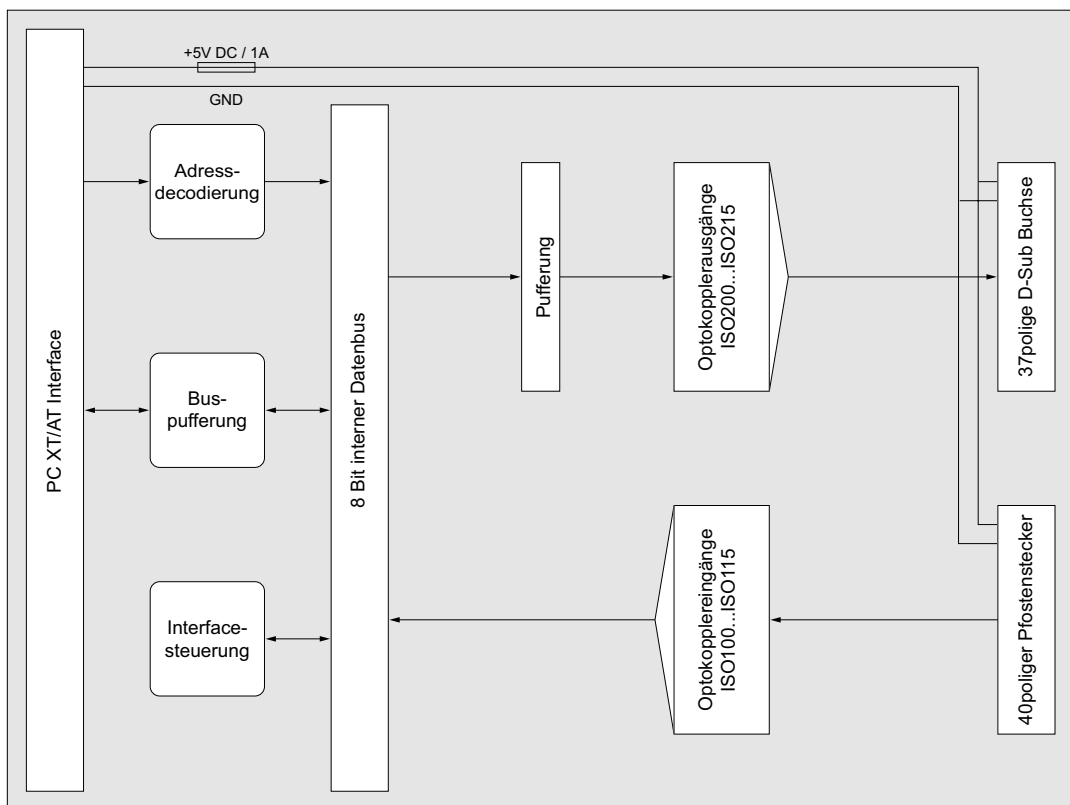 +5V DC / 1A
GND
PC XT/AT Interface
Adress-
decodierung
Bus-
pufferung
Interface-
steuerung
8 Bit interner Datenbus
Pufferung
Optokopplerausgänge
ISO200...ISO215
37polige D-Sub Buchse
Optokopplereingänge
ISO100...ISO115
40poliger Pfostenstecker